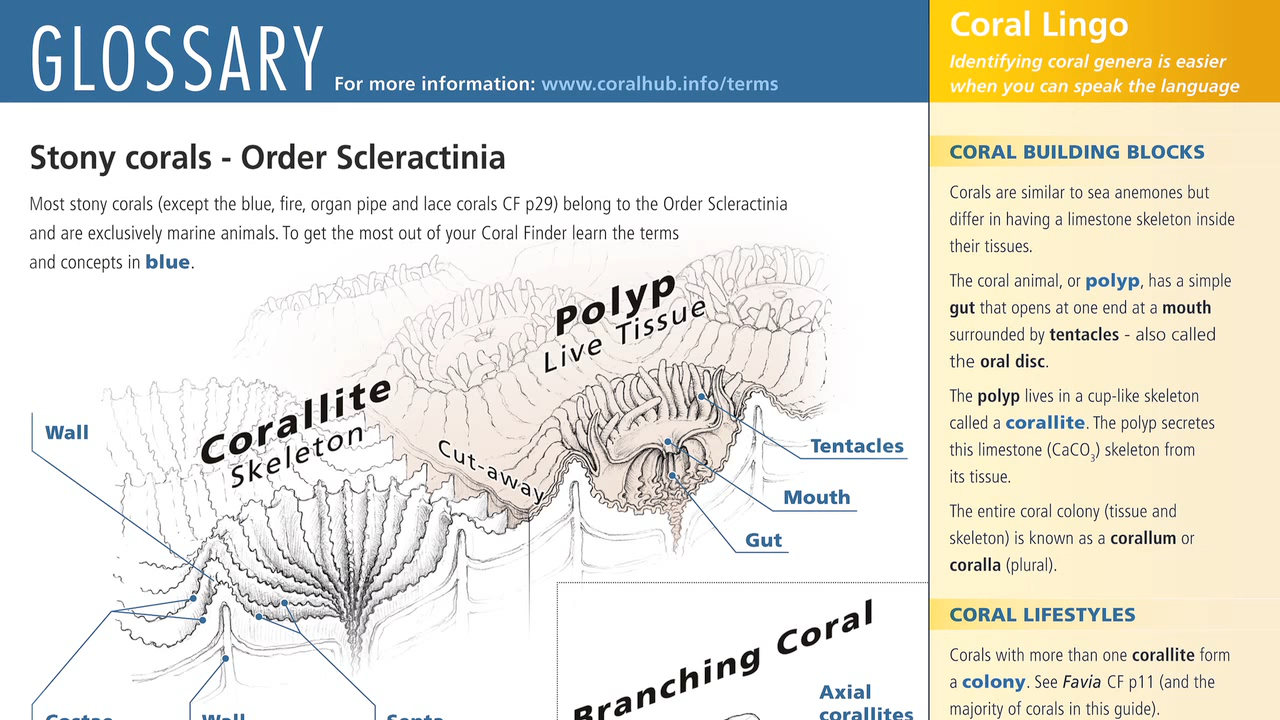 GLOSSARY
For more information: www.coralhub.info/terms
Stony corals - Order Scleractinia
Most stony corals (except the blue, fire, organ pipe and lace corals CF p29) belong to the Order Scleractinia
and are exclusively marine animals. To get the most out of your Coral Finder learn the terms
and concepts in blue.
Polyp
Live Tissue
Corallite
Skeleton
Cut-away
Wall
Tentacles
Mouth
Gut
Branching Coral
Axial
corallites
Costae
Wall
Septa
Coral Lingo
Identifying coral genera is easier
when you can speak the language
CORAL BUILDING BLOCKS
Corals are similar to sea anemones but
differ in having a limestone skeleton inside
their tissues.
The coral animal, or polyp, has a simple
gut that opens at one end at a mouth
surrounded by tentacles - also called
the oral disc.
The polyp lives in a cup-like skeleton
called a corallite. The polyp secretes
this limestone (CaCO₃) skeleton from
its tissue.
The entire coral colony (tissue and
skeleton) is known as a corallum or
coralla (plural).
CORAL LIFESTYLES
Corals with more than one corallite form
a colony. See Favia CF p11 (and the
majority of corals in this guide).